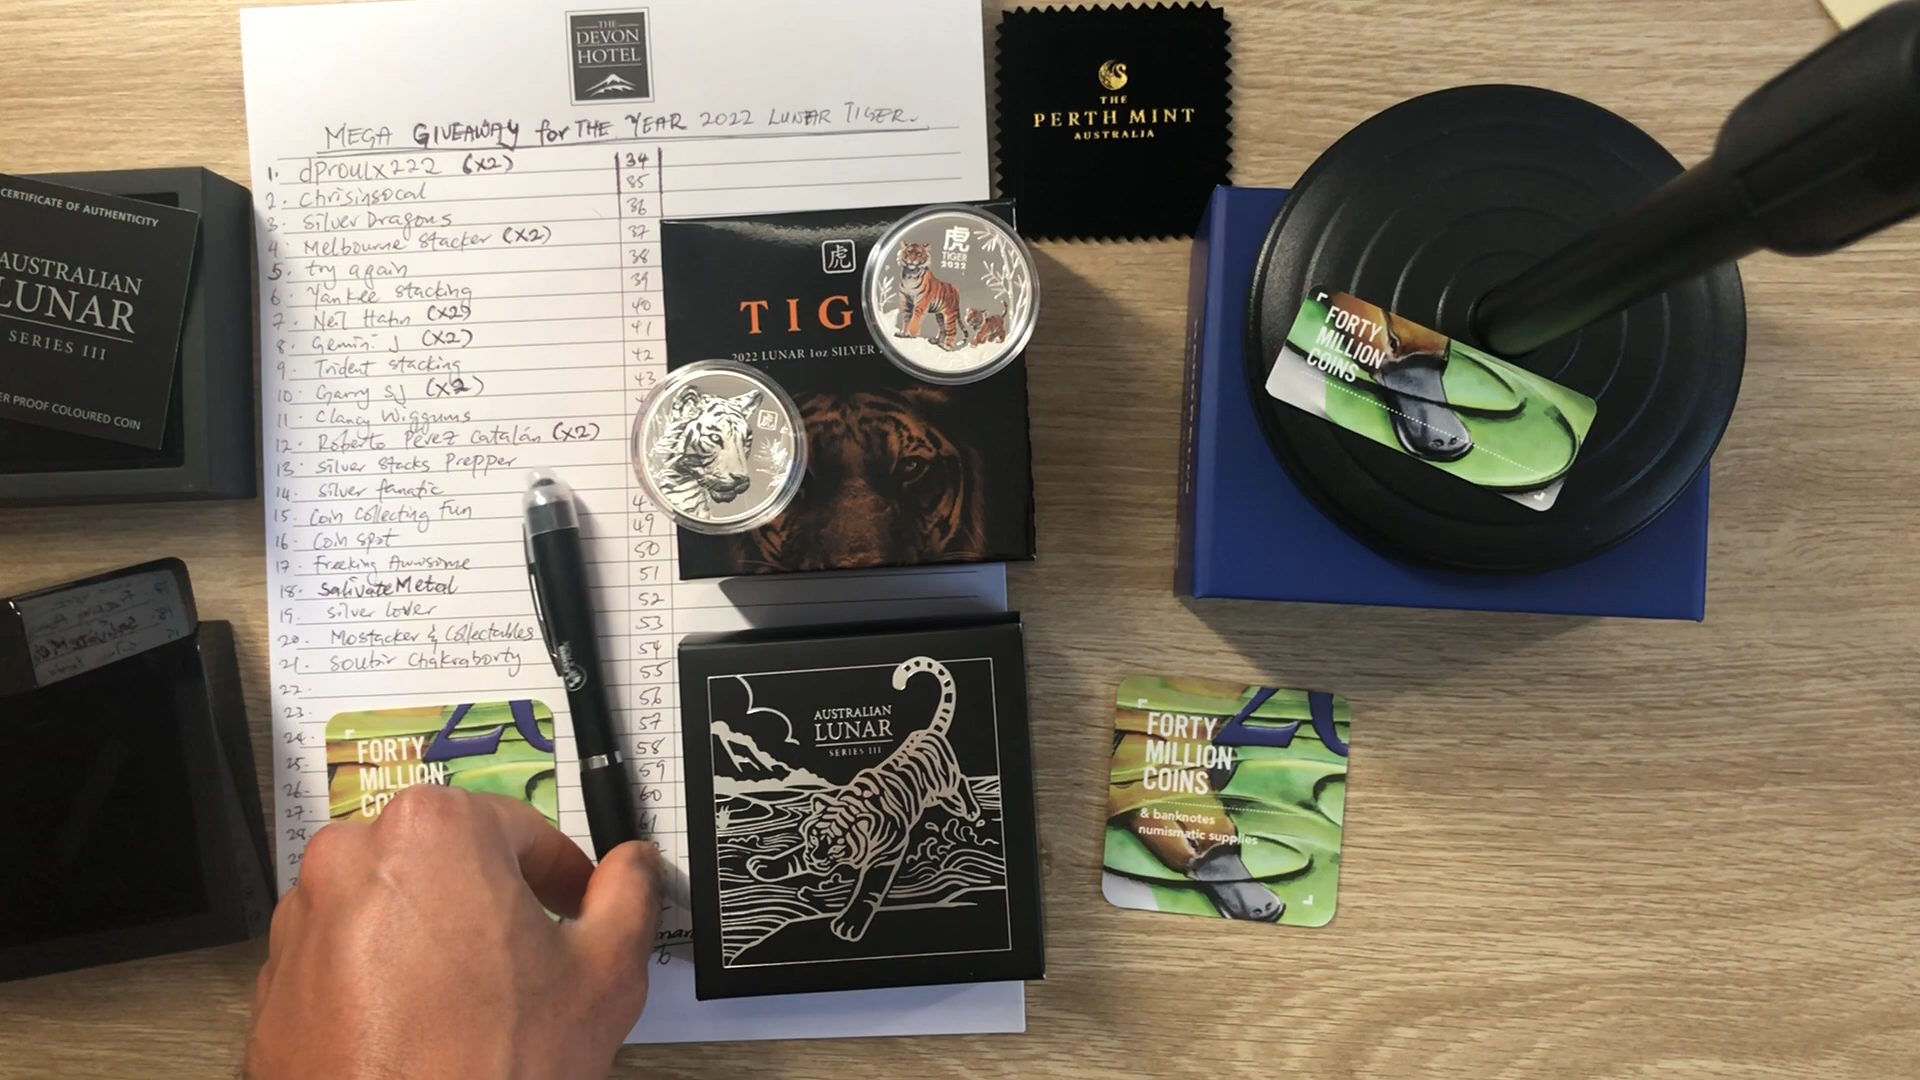 THE
DEVON
HOTEL
MEGA GIVEAWAY for THE YEAR 2022 LUNAR TIGER.
1. dProulx222 (x2)
2. Chrisinsocal
3. Silver Dragons
4. Melbourne Stacker (x2)
5. try again
6. Yankee stacking
7. Neil Hahn (x2)
8. Gemini J (x2)
9. Trident stacking
10. Garry SJ (x2)
11. Clancy Wiggums
12. Roberto Pérez Catalán (x2)
13. Silver Stacks Prepper
14. silver fanatic
15. Coin Collecting Fun
16. Coin Spot
17. Freeking Awwsome
18. SalivateMetal
19. silver lover
20. Mostacker & Collectables
21. Soubir Chakraborty
22.
23.
24.
25.
26.
27.
28.
34
35
36
37
38
39
40
41
42
43
49
50
51
52
53
54
55
56
57
58
59
60
61
CERTIFICATE OF AUTHENTICITY
AUSTRALIAN
LUNAR
SERIES III
PROOF COLOURED COIN
虎
TIG
2022 LUNAR 1oz SILVER
虎
TIGER
2022
虎
THE
PERTH MINT
AUSTRALIA
FORTY
MILLION
COINS
AUSTRALIAN
LUNAR
SERIES III
FORTY
MILLION
FORTY
MILLION
COINS
& banknotes
numismatic supplies